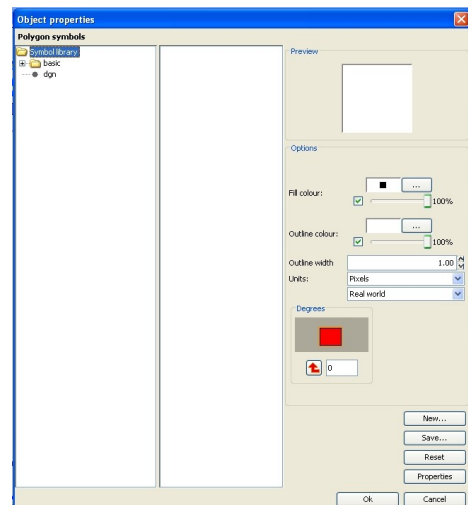 Object properties
Polygon symbols
Symbol library
basic
dgn
Preview
Options
Fill colour:
...
100%
Outline colour:
...
100%
Outline width
1.00
Units:
Pixels
Real world
Degrees
0
New...
Save...
Reset
Properties
Ok
Cancel